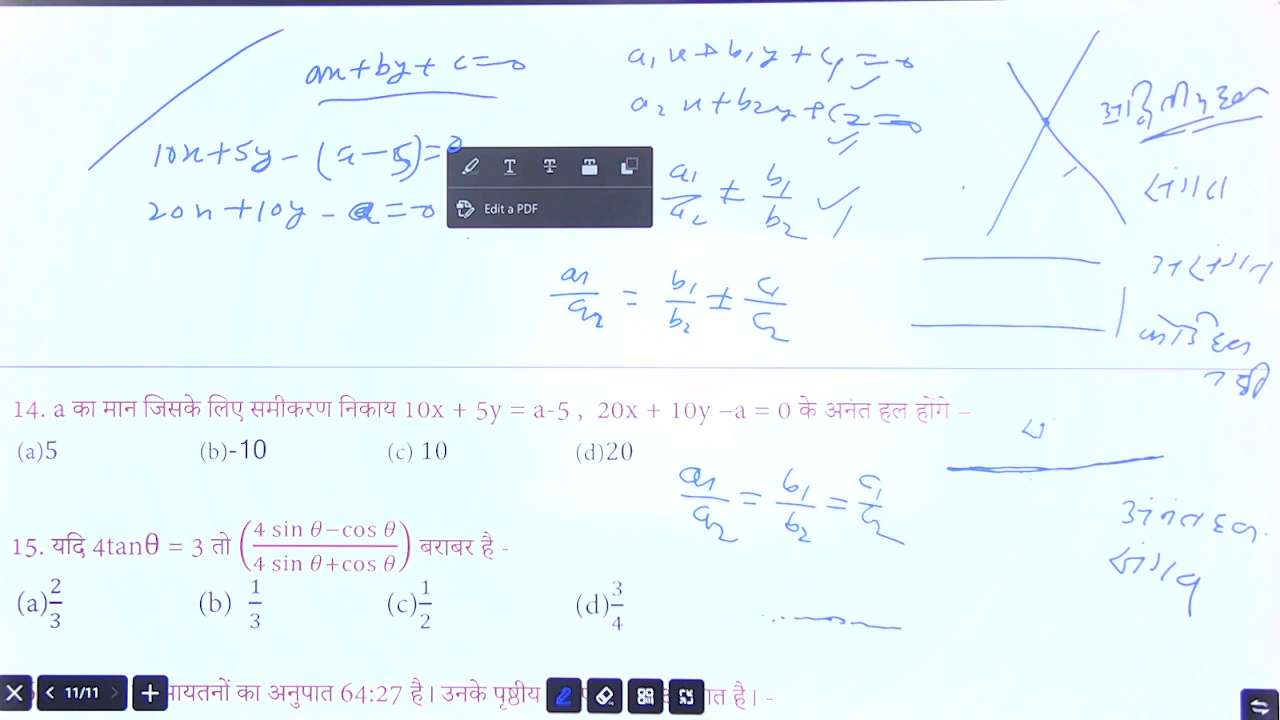 ax+by+c=0
a₁x+b₁y+c₁=0
a₂x+b₂y+c₂=0
अद्वितीय हल
संगत
10x+5y-(a-5)=0
20x+10y-a=0
Edit a PDF
a₁/a₂ ≠ b₁/b₂ ✓
असंगत
a₁/a₂ = b₁/b₂ ≠ c₁/c₂
कोई हल
नहीं
14. a का मान जिसके लिए समीकरण निकाय 10x + 5y = a-5 , 20x + 10y –a = 0 के अनंत हल होंगे –
(a)5 (b)-10 (c) 10 (d)20
a₁/a₂ = b₁/b₂ = c₁/c₂
अनंत हल
संगत
15. यदि 4tanθ = 3 तो (4 sin θ−cos θ / 4 sin θ+cos θ) बराबर है -
(a)2/3 (b) 1/3 (c)1/2 (d)3/4
11/11
आयतनों का अनुपात 64:27 है। उनके पृष्ठीय
है। -